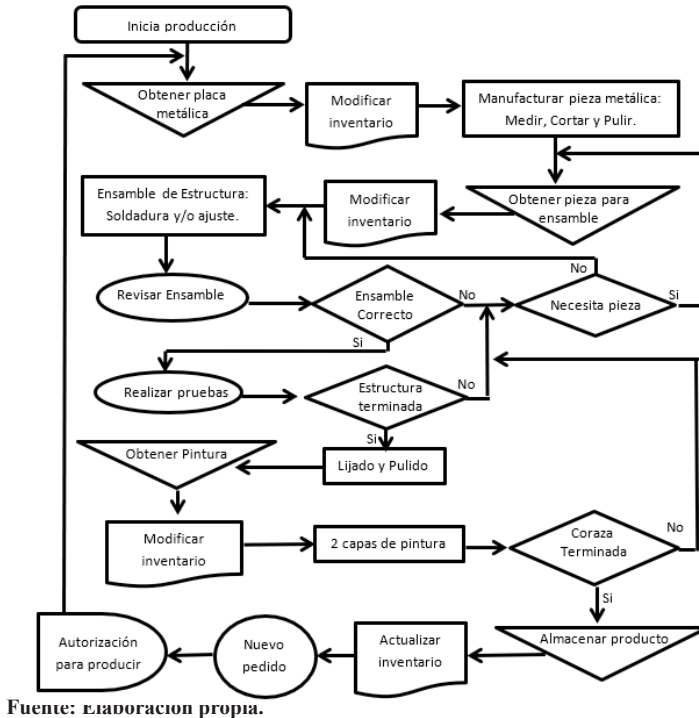 Inicia producción
Obtener placa
metálica
Modificar
inventario
Manufacturar pieza metálica:
Medir, Cortar y Pulir.
Ensamble de Estructura:
Soldadura y/o ajuste.
Modificar
inventario
Obtener pieza para
ensamble
No
Revisar Ensamble
Ensamble
Correcto
No
Necesita pieza
Si
Si
Realizar pruebas
Estructura
terminada
No
Si
Obtener Pintura
Lijado y Pulido
Modificar
inventario
2 capas de pintura
Coraza
Terminada
No
Si
Autorización
para producir
Nuevo
pedido
Actualizar
inventario
Almacenar producto
Fuente: Elaboración propia.